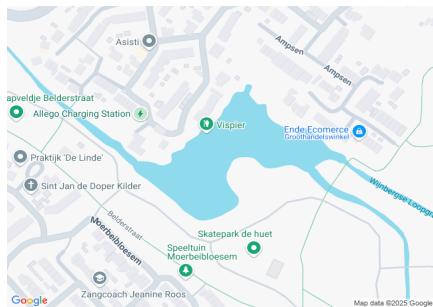 Ampsen
Ampsen
Asisti
apveldje Belderstraat
Allego Charging Station
Vispier
Ende Ecomerce
Groothandelswinkel
Praktijk 'De Linde'
Sint Jan de Doper Kilder
Wijnbergse Loopgra
Moerbeibloesem
Belderstraat
Skatepark de huet
Speeltuin
Moerbeibloesem
Zangcoach Jeanine Roos
Google
Map data ©2025 Google